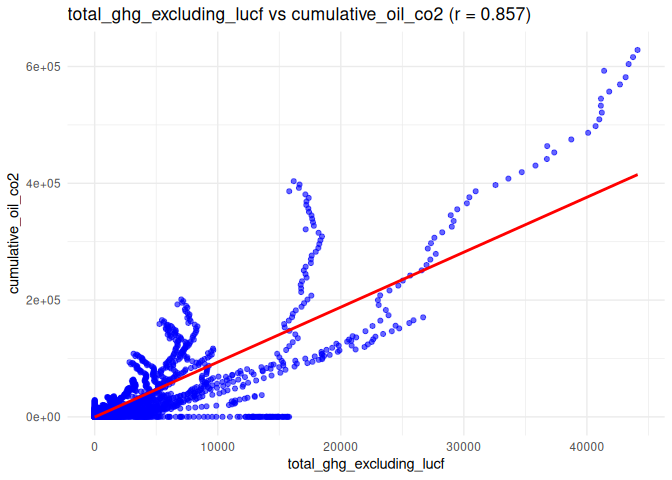 total_ghg_excluding_lucf vs cumulative_oil_co2 (r = 0.857)
6e+05
4e+05
2e+05
0e+00
cumulative_oil_co2
0
10000
20000
30000
40000
total_ghg_excluding_lucf